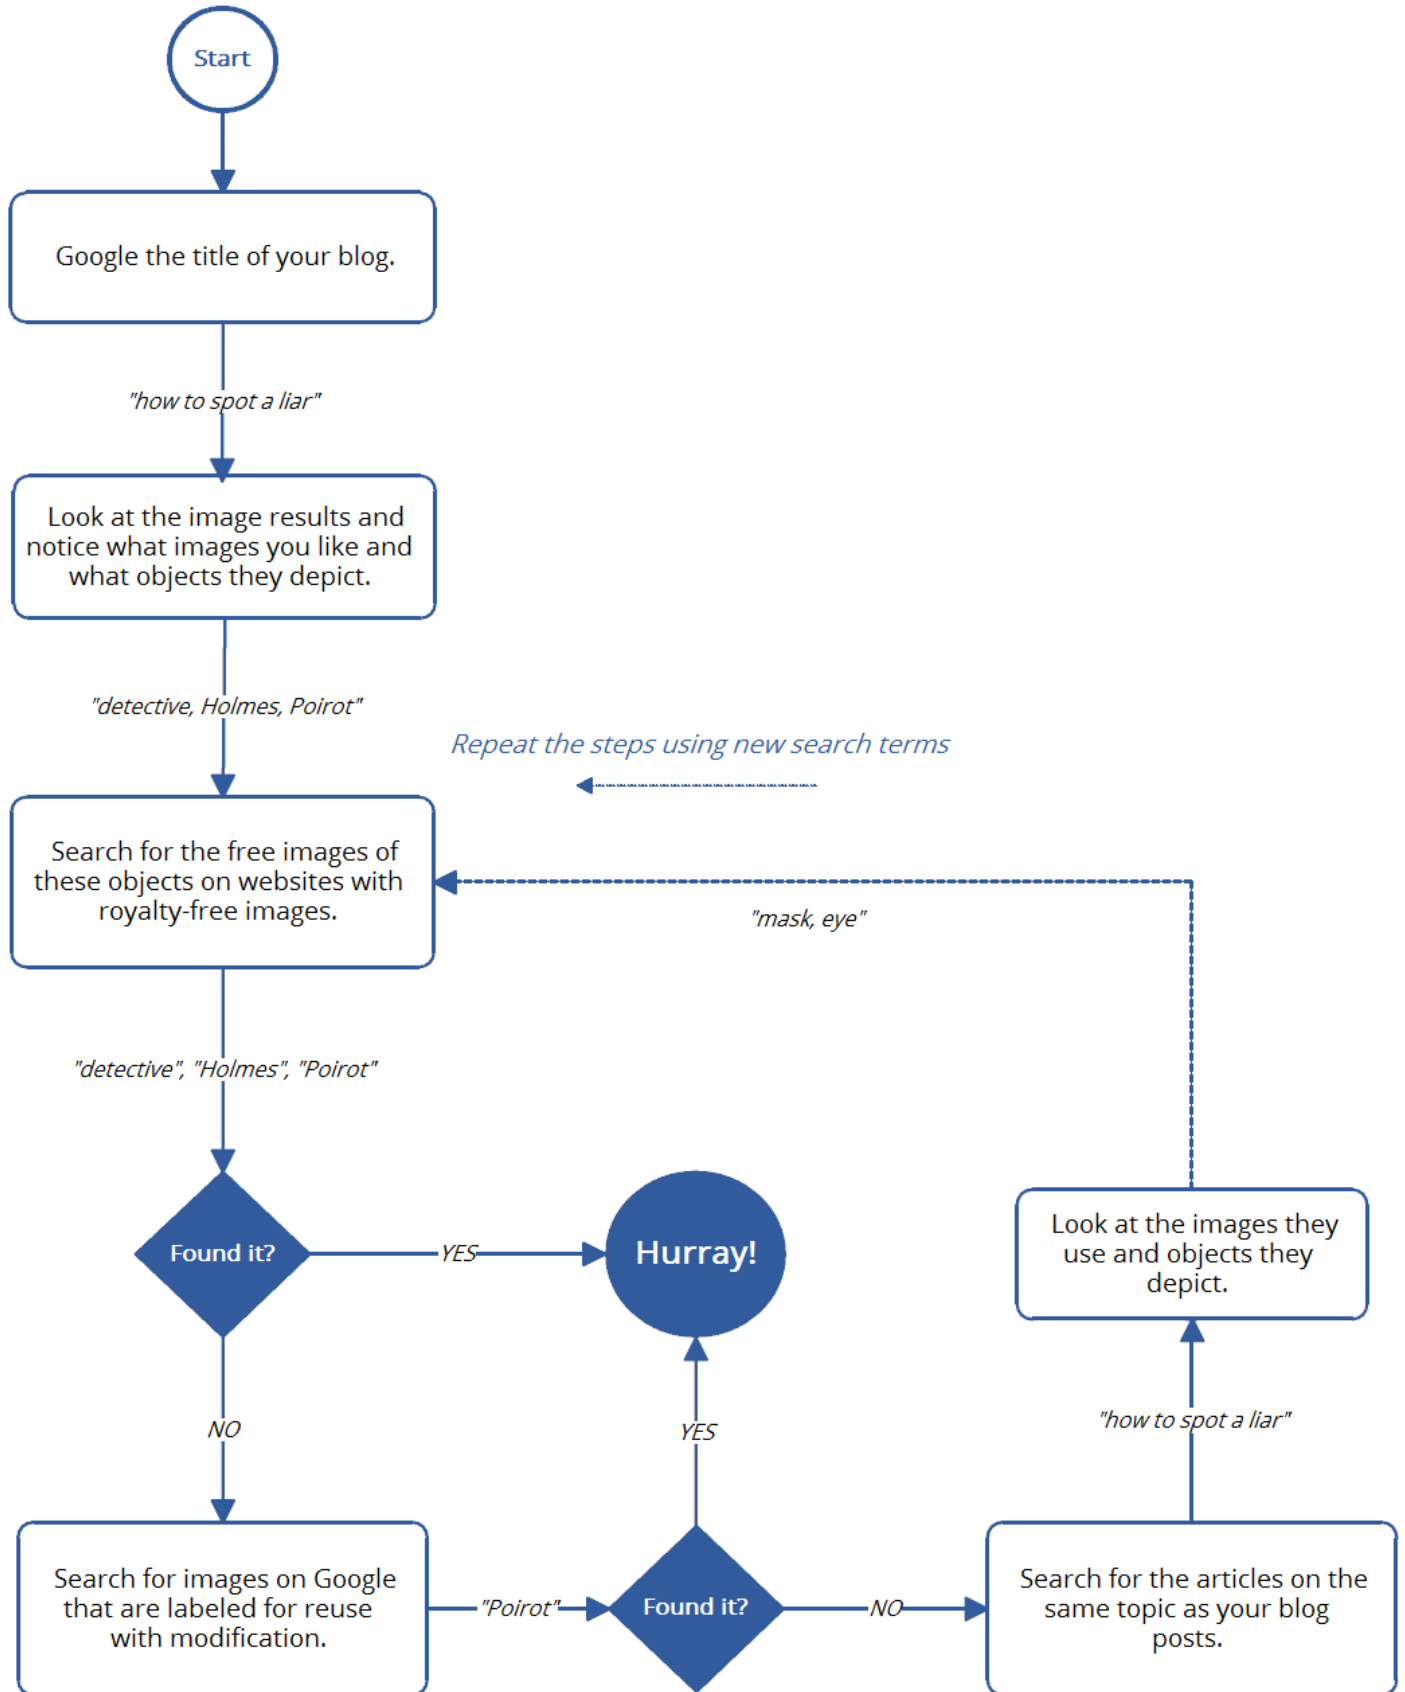 Start
Google the title of your blog.
"how to spot a liar"
Look at the image results and
notice what images you like and
what objects they depict.
"detective, Holmes, Poirot"
Repeat the steps using new search terms
Search for the free images of
these objects on websites with
royalty-free images.
"mask, eye"
"detective", "Holmes", "Poirot"
Found it?
YES
Hurray!
Look at the images they
use and objects they
depict.
NO
YES
"how to spot a liar"
Search for images on Google
that are labeled for reuse
with modification.
"Poirot"
Found it?
NO
Search for the articles on the
same topic as your blog
posts.